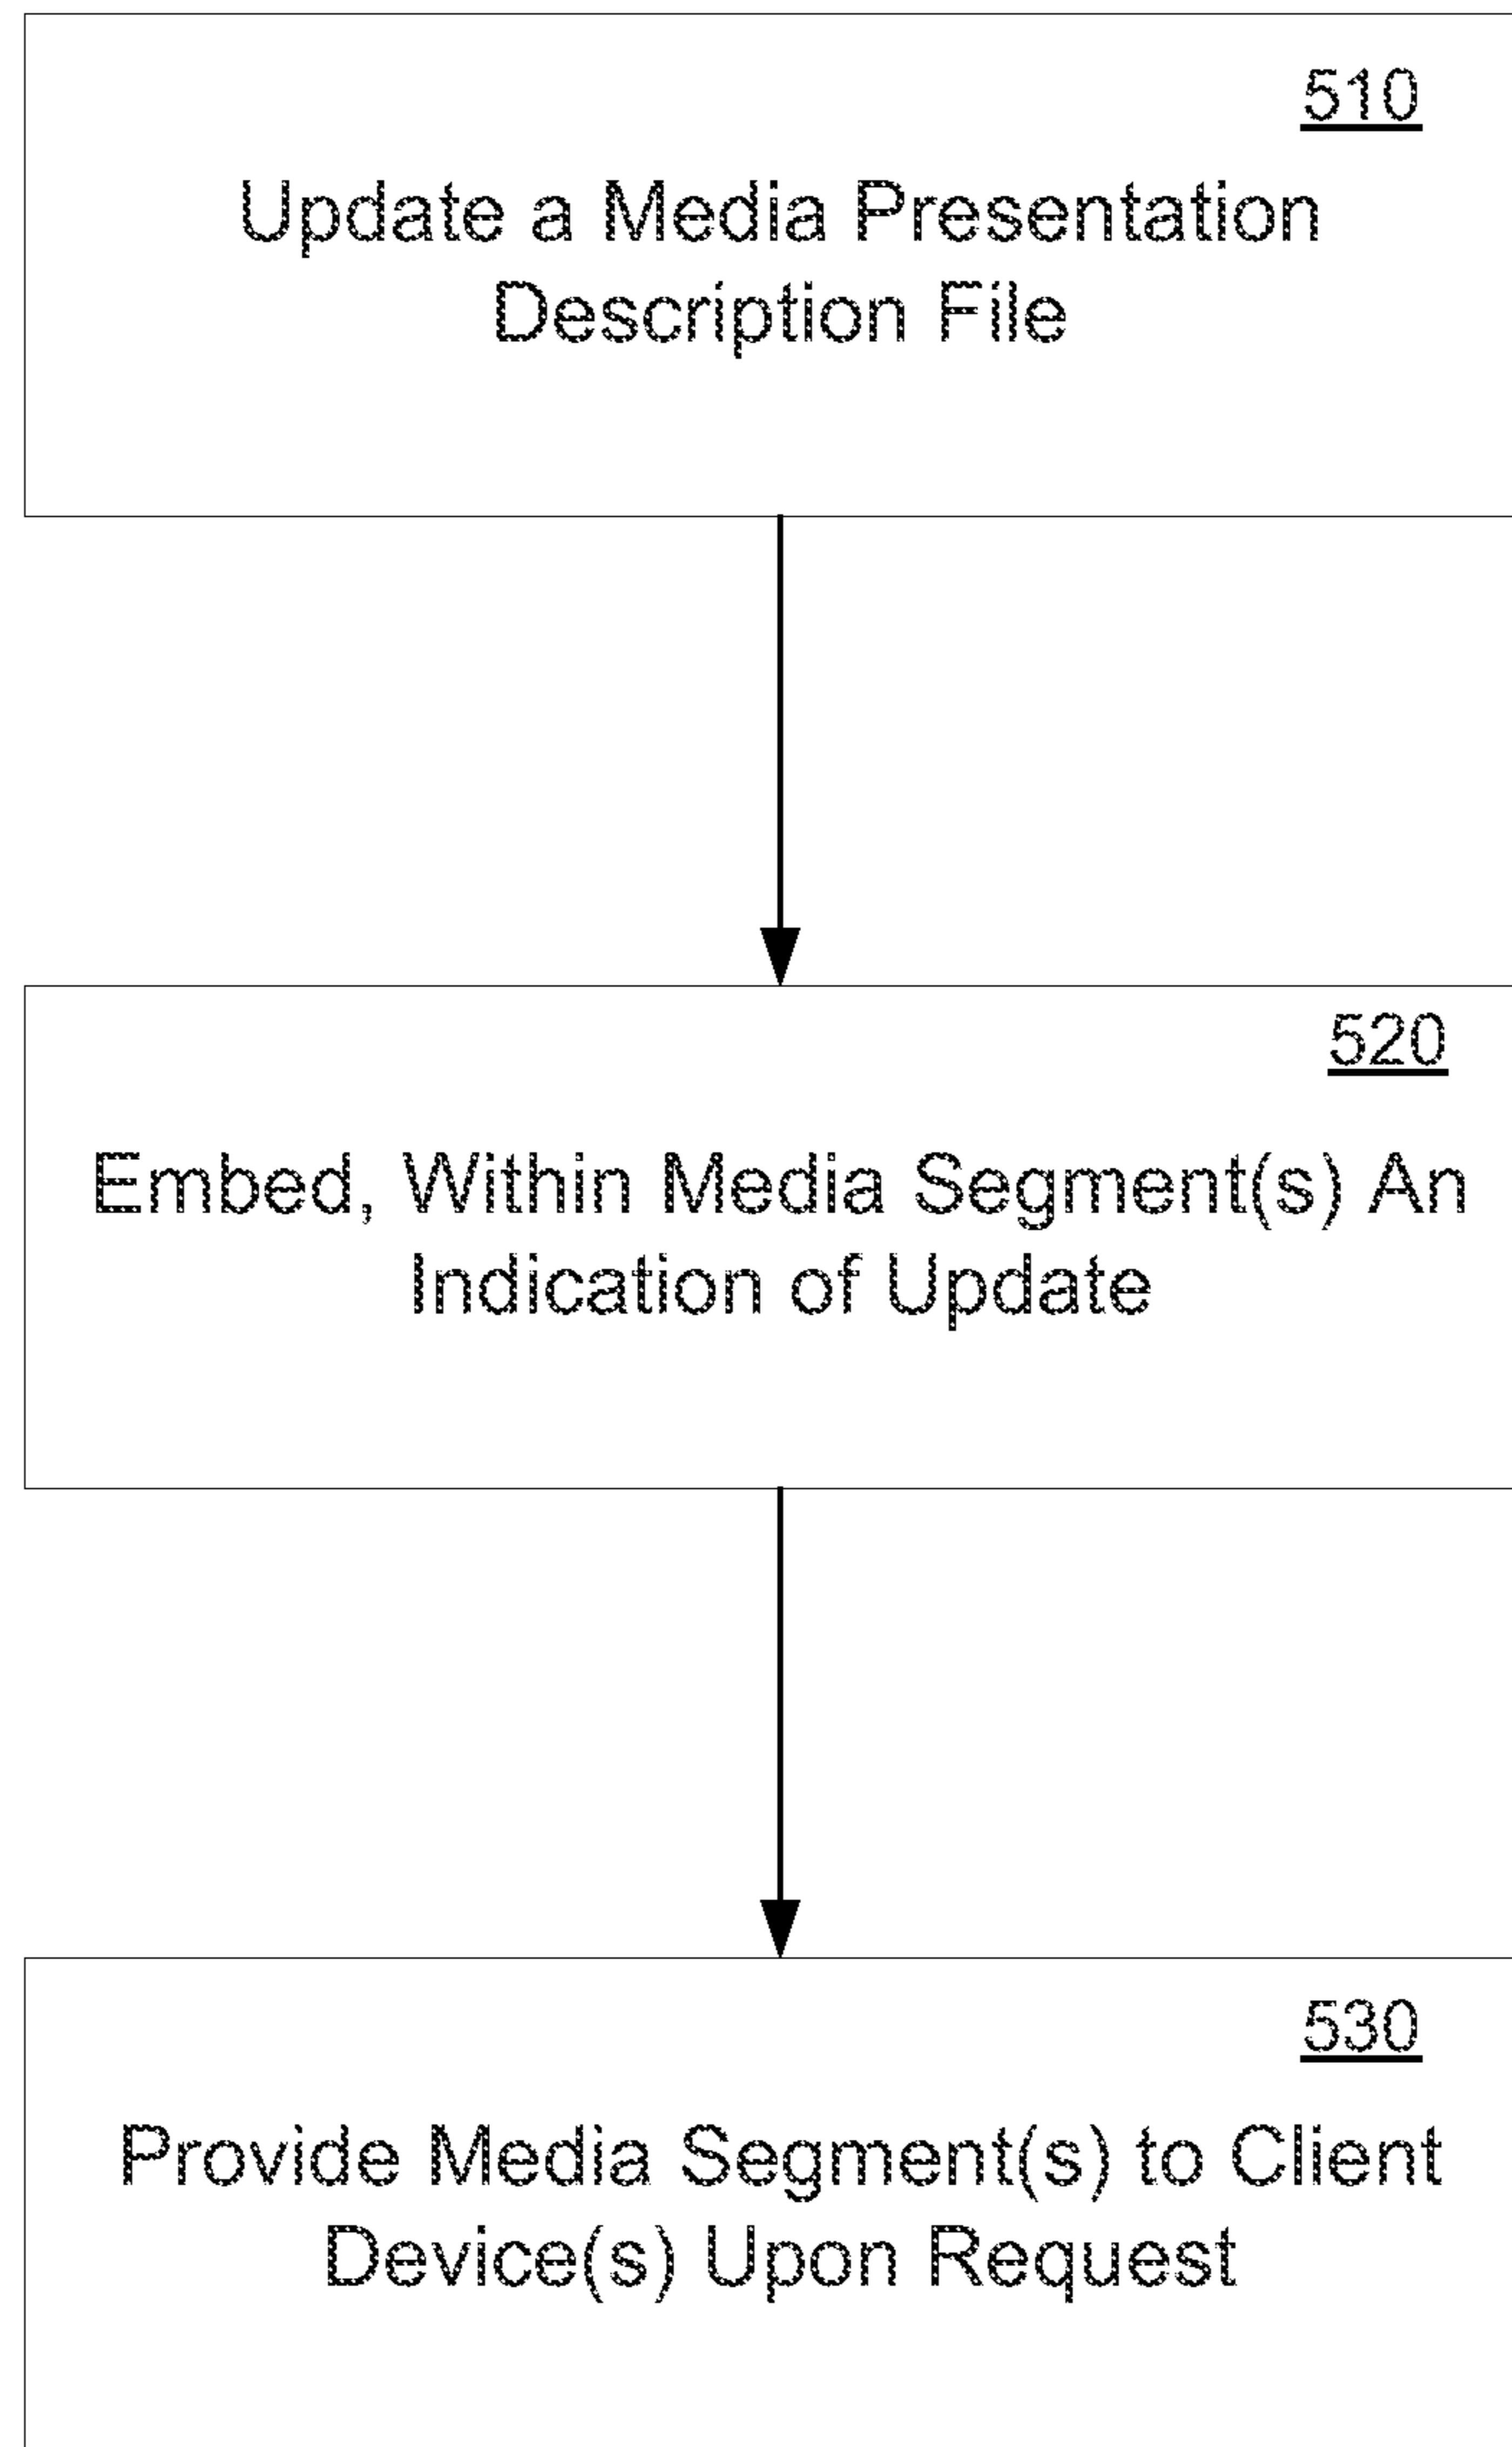 510
Update a Media Presentation
Description File
520
Embed, Within Media Segment(s) An
Indication of Update
530
Provide Media Segment(s) to Client
Device(s) Upon Request